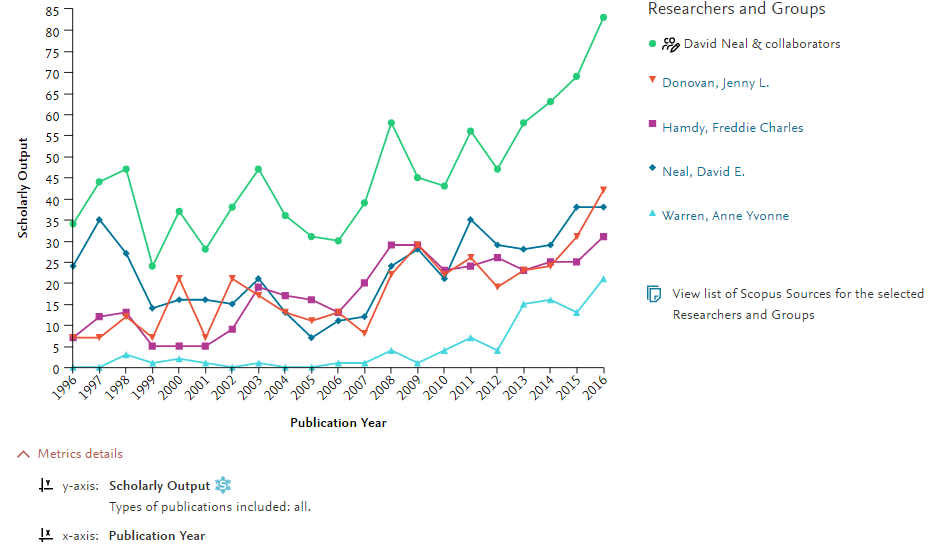 Researchers and Groups
David Neal & collaborators
Donovan, Jenny L.
Hamdy, Freddie Charles
Neal, David E.
Warren, Anne Yvonne
View list of Scopus Sources for the selected
Researchers and Groups
Scholarly Output
85
80
75
70
65
60
55
50
45
40
35
30
25
20
15
10
5
0
1996
1997
1998
1999
2000
2001
2002
2003
2004
2005
2006
2007
2008
2009
2010
2011
2012
2013
2014
2015
2016
Publication Year
Metrics details
y-axis: Scholarly Output
Types of publications included: all.
x-axis: Publication Year